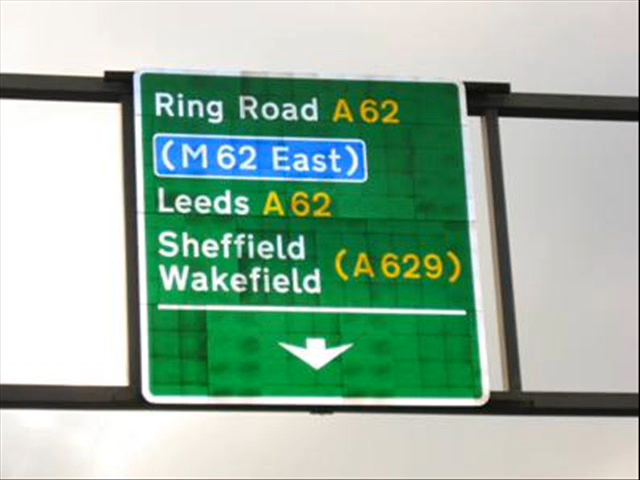 Ring Road A62
(M62 East)
Leeds A62
Sheffield
Wakefield (A629)